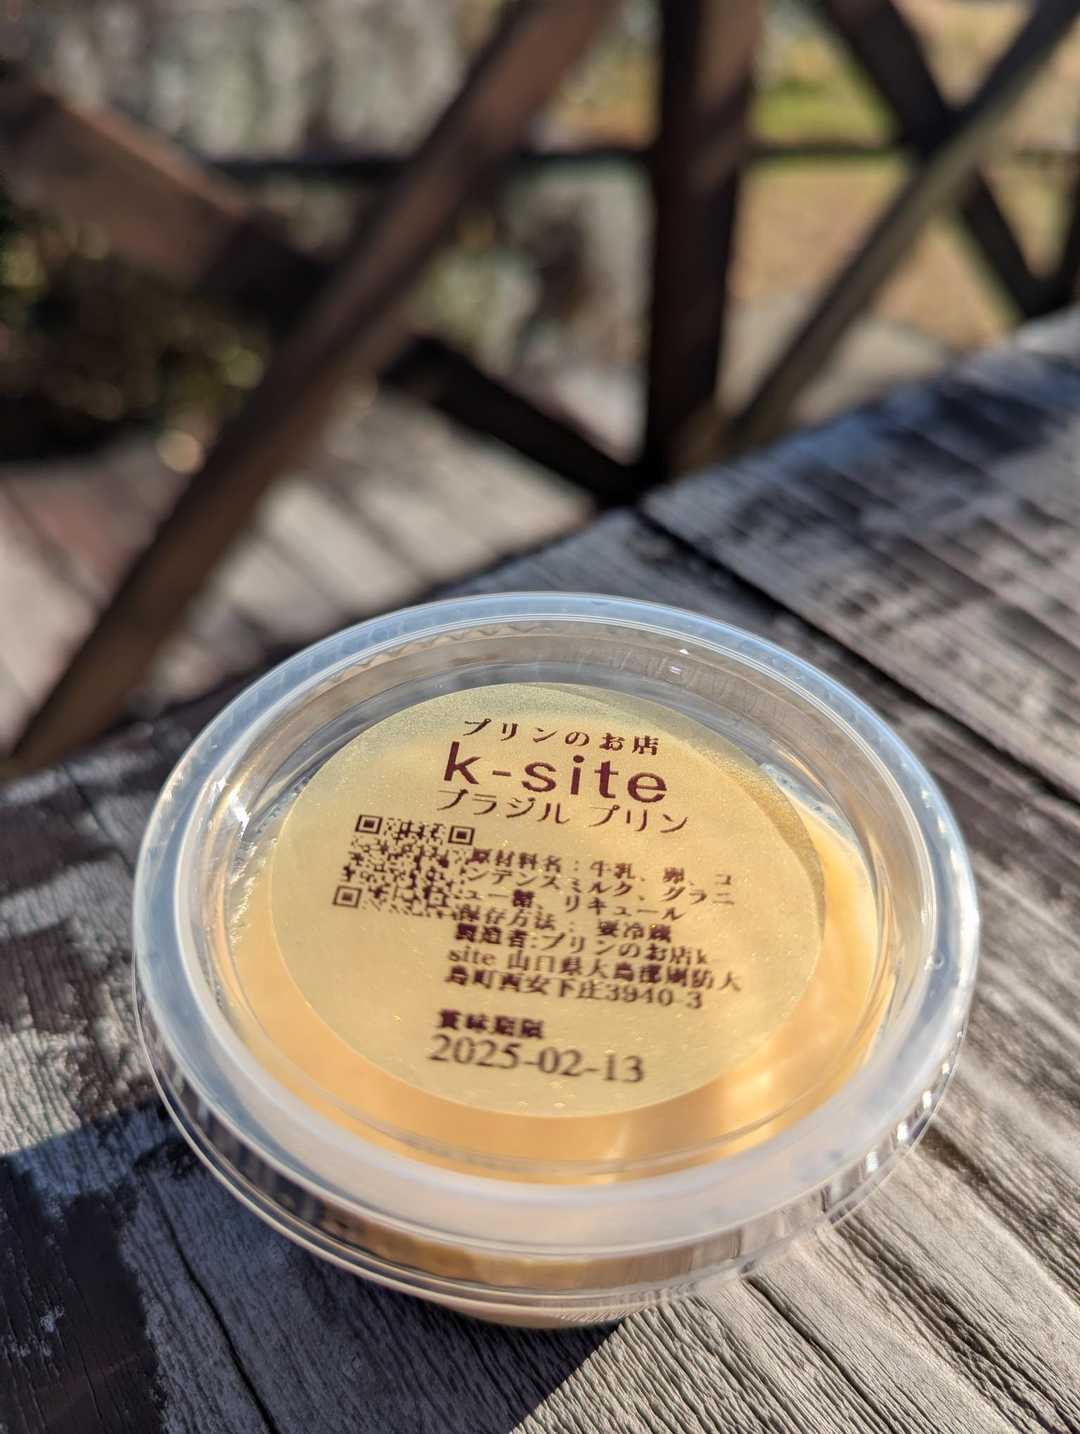 プリンのお店
k-site
ブラジル プリン
原材料名：牛乳、卵、コ
ンデンスミルク、グラニ
ュー糖、リキュール
保存方法：要冷蔵
製造者:プリンのお店k-
site 山口県大島郡周防大
島町西安下庄3940-3
賞味期限
2025-02-13